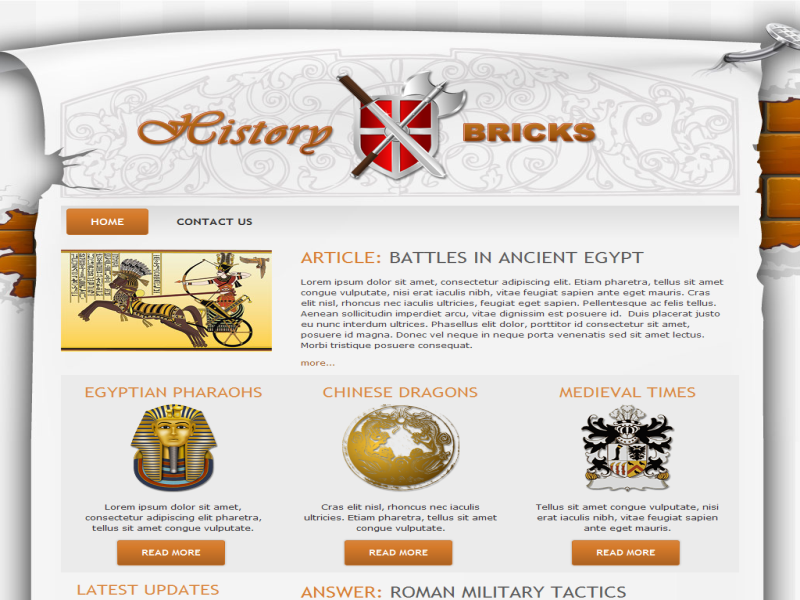 History BRICKS
HOME CONTACT US
ARTICLE: BATTLES IN ANCIENT EGYPT
Lorem ipsum dolor sit amet, consectetur adipiscing elit. Etiam pharetra, tellus sit amet
congue vulputate, nisi erat iaculis nibh, vitae feugiat sapien ante eget mauris. Cras
elit nisl, rhoncus nec iaculis ultricies, feugiat eget sapien. Pellentesque ac felis tellus.
Aenean sollicitudin imperdiet arcu, vitae dignissim est posuere id. Duis placerat justo
eu nunc interdum ultrices. Phasellus elit dolor, porttitor id consectetur sit amet,
posuere id magna. Donec vel neque in neque porta venenatis sed sit amet lectus.
Morbi tristique posuere consequat.
more...
EGYPTIAN PHARAOHS
Lorem ipsum dolor sit amet,
consectetur adipiscing elit pharetra,
tellus sit amet congue vulputate.
READ MORE
CHINESE DRAGONS
Cras elit nisl, rhoncus nec iaculis
ultricies. Etiam pharetra, tellus sit amet
congue vulputate.
READ MORE
MEDIEVAL TIMES
Tellus sit amet congue vulputate, nisi
erat iaculis nibh, vitae feugiat sapien
ante eget mauris.
READ MORE
LATEST UPDATES
ANSWER: ROMAN MILITARY TACTICS